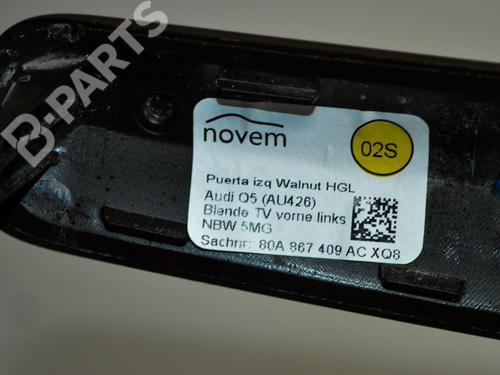 B-PARTS
novem
02S
Puerta izq Walnut HGL
Audi Q5 (AU426)
Blende TV vorne links
NBW 5MG
Sachnr: 80A 867 409 AC XQ8